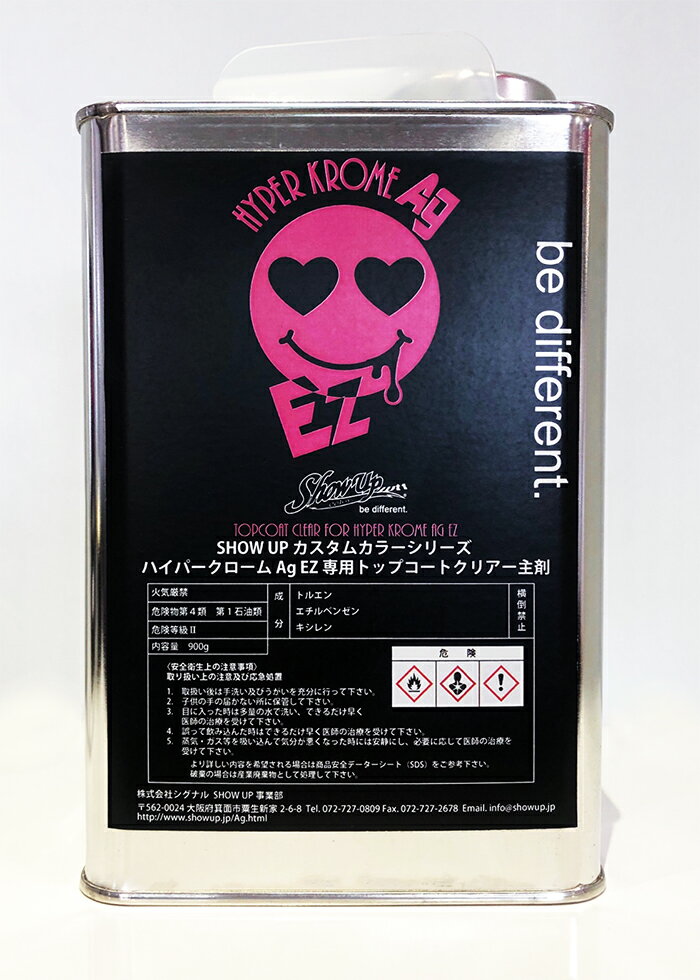 HYPER KROME Ag
EZ
be different.
Show Up
be different.
TOPCOAT CLEAR FOR HYPER KROME AG EZ
SHOW UP カスタムカラーシリーズ
ハイパークローム Ag EZ 専用トップコートクリアー主剤
火気厳禁
危険物第４類　第１石油類
危険等級Ⅱ
内容量　900g
成分
トルエン
エチルベンゼン
キシレン
横倒禁止
危 険
〈安全衛生上の注意事項〉
取り扱い上の注意及び応急処置
1. 取扱い後は手洗い及びうがいを充分に行って下さい。
2. 子供の手の届かない所に保管して下さい。
3. 目に入った時は多量の水で洗い、できるだけ早く
医師の治療を受けて下さい。
4. 誤って飲み込んだ時はできるだけ早く医師の治療を受けて下さい。
5. 蒸気・ガス等を吸い込んで気分か悪くなった時には安静にし、必要に応じて医師の治療を
受けて下さい。
より詳しい内容を希望される場合は商品安全データーシート（SDS）をご参考下さい。
破棄の場合は産業廃棄物として処理して下さい。
株式会社シグナル SHOW UP 事業部
〒562-0024 大阪府箕面市粟生新家 2-6-8 Tel. 072-727-0809 Fax. 072-727-2678 Email. info@showup.jp
http://www.showup.jp/Ag.html